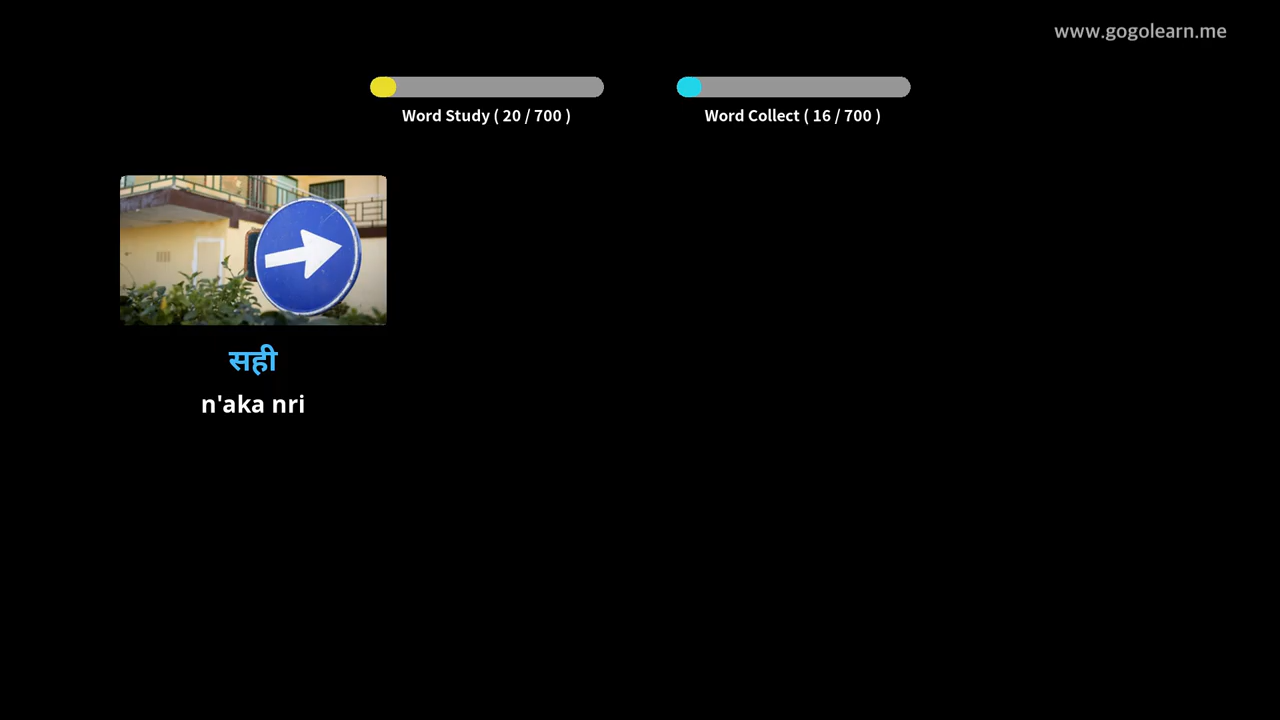 www.gogolearn.me
Word Study ( 20 / 700 )
Word Collect ( 16 / 700 )
सही
n'aka nri